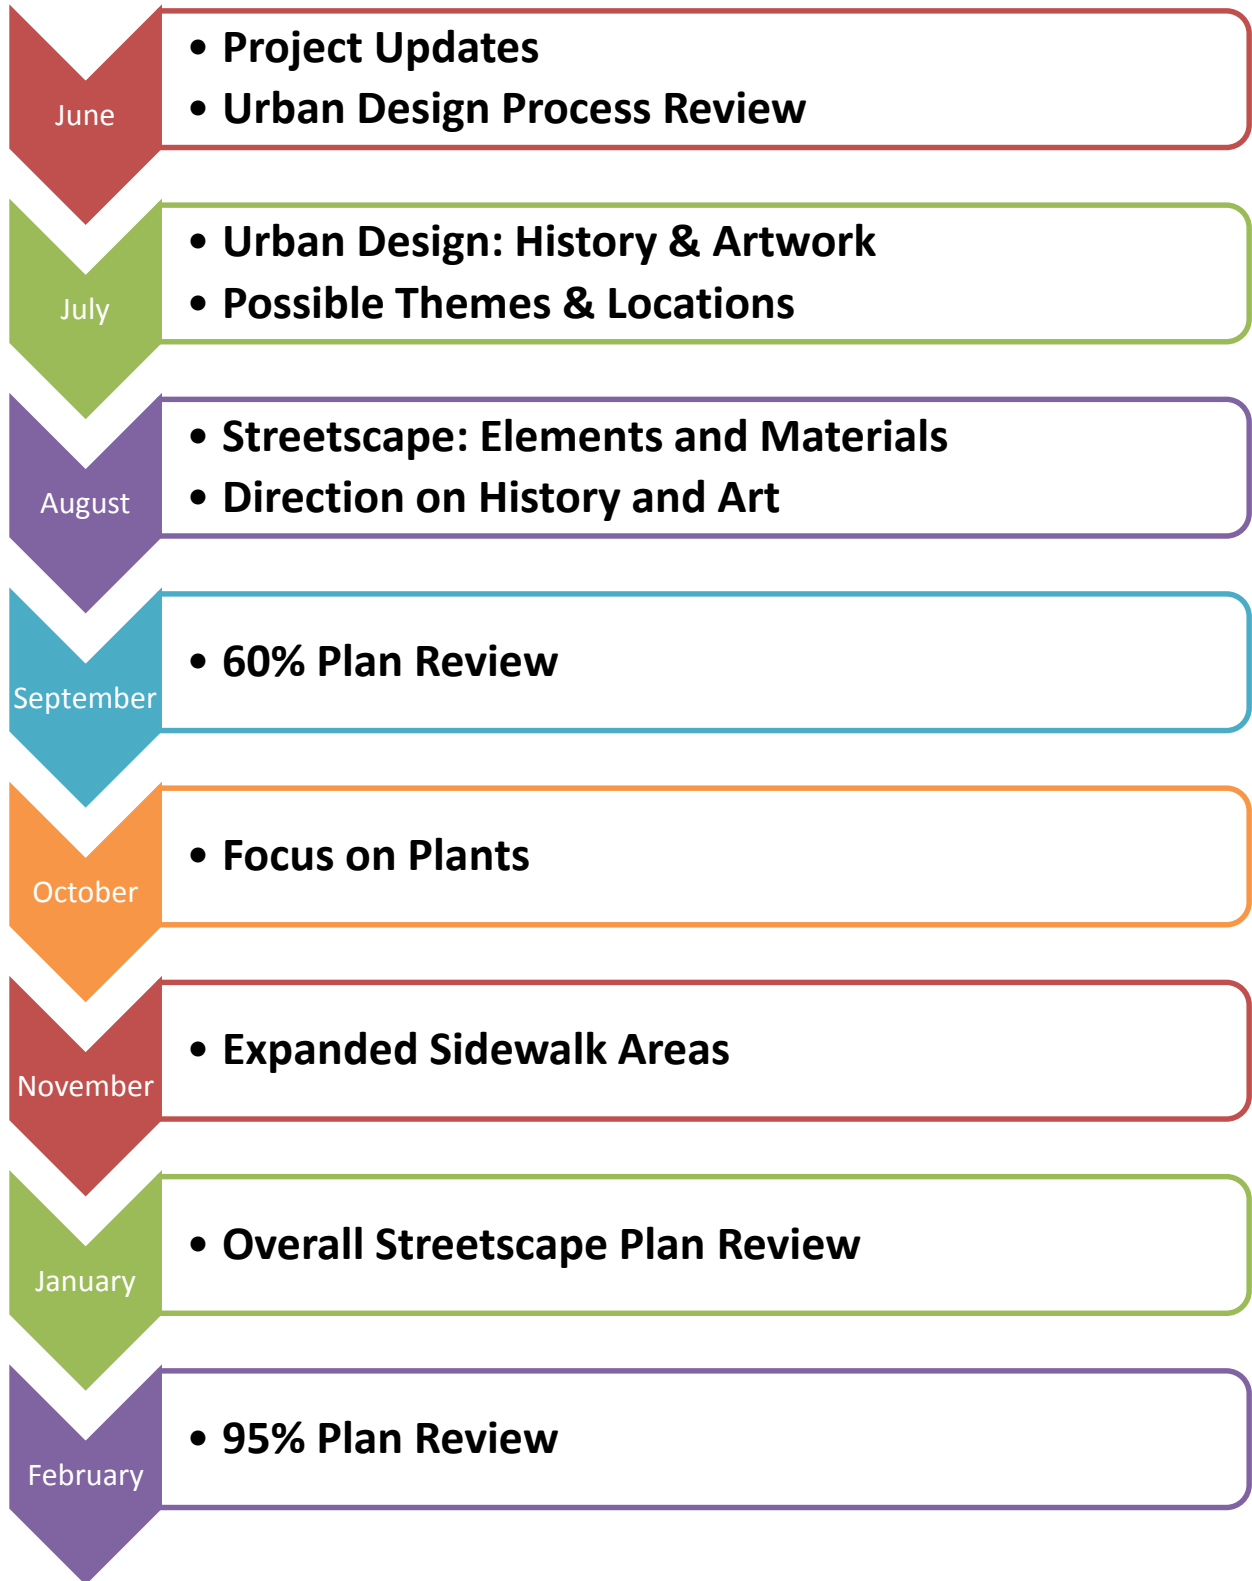 June
• Project Updates
• Urban Design Process Review
July
• Urban Design: History & Artwork
• Possible Themes & Locations
August
• Streetscape: Elements and Materials
• Direction on History and Art
September
• 60% Plan Review
October
• Focus on Plants
November
• Expanded Sidewalk Areas
January
• Overall Streetscape Plan Review
February
• 95% Plan Review